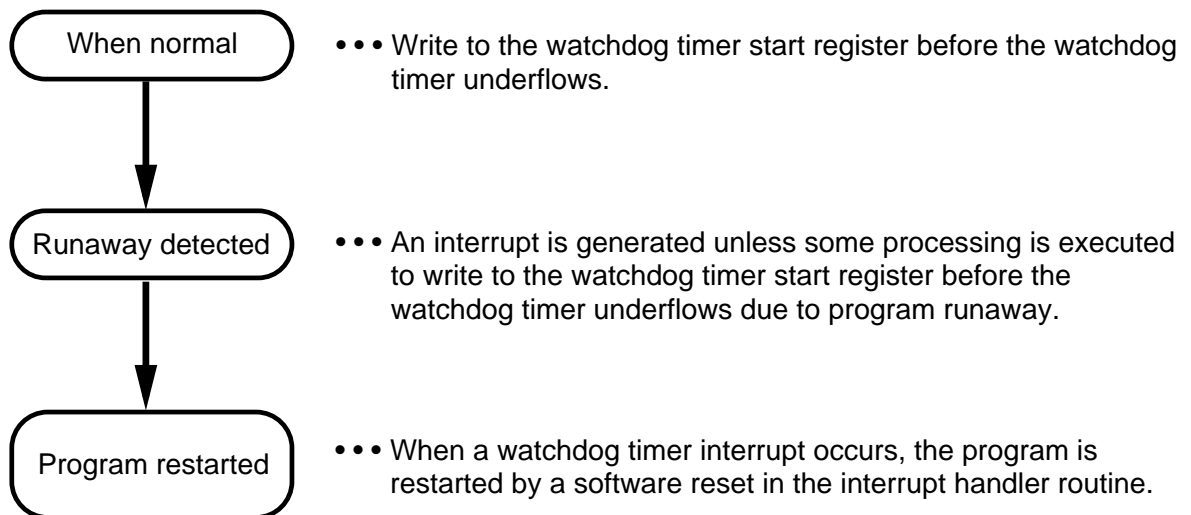 When normal
••• Write to the watchdog timer start register before the watchdog
timer underflows.
Runaway detected
••• An interrupt is generated unless some processing is executed
to write to the watchdog timer start register before the
watchdog timer underflows due to program runaway.
Program restarted
••• When a watchdog timer interrupt occurs, the program is
restarted by a software reset in the interrupt handler routine.